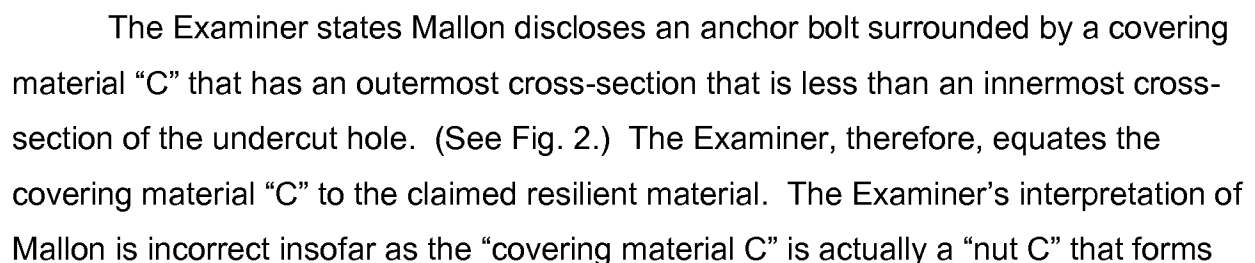 The Examiner states Mallon discloses an anchor bolt surrounded by a covering
material “C” that has an outermost cross-section that is less than an innermost cross-
section of the undercut hole.  (See Fig. 2.)  The Examiner, therefore, equates the
covering material “C” to the claimed resilient material.  The Examiner’s interpretation of
Mallon is incorrect insofar as the “covering material C” is actually a “nut C” that forms